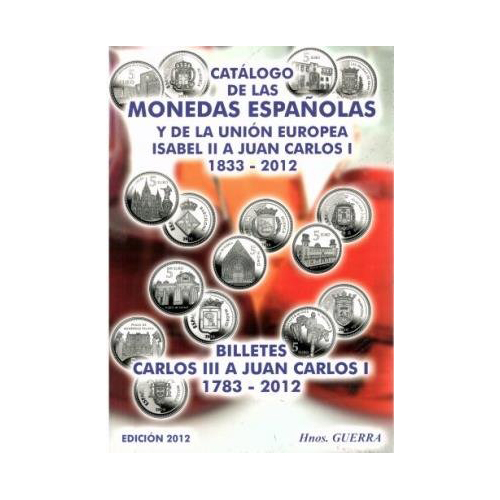 CATÁLOGO
DE LAS
MONEDAS ESPAÑOLAS
Y DE LA UNIÓN EUROPEA
ISABEL II A JUAN CARLOS I
1833 - 2012
BILLETES
CARLOS III A JUAN CARLOS I
1783 - 2012
EDICIÓN 2012
Hnos. GUERRA